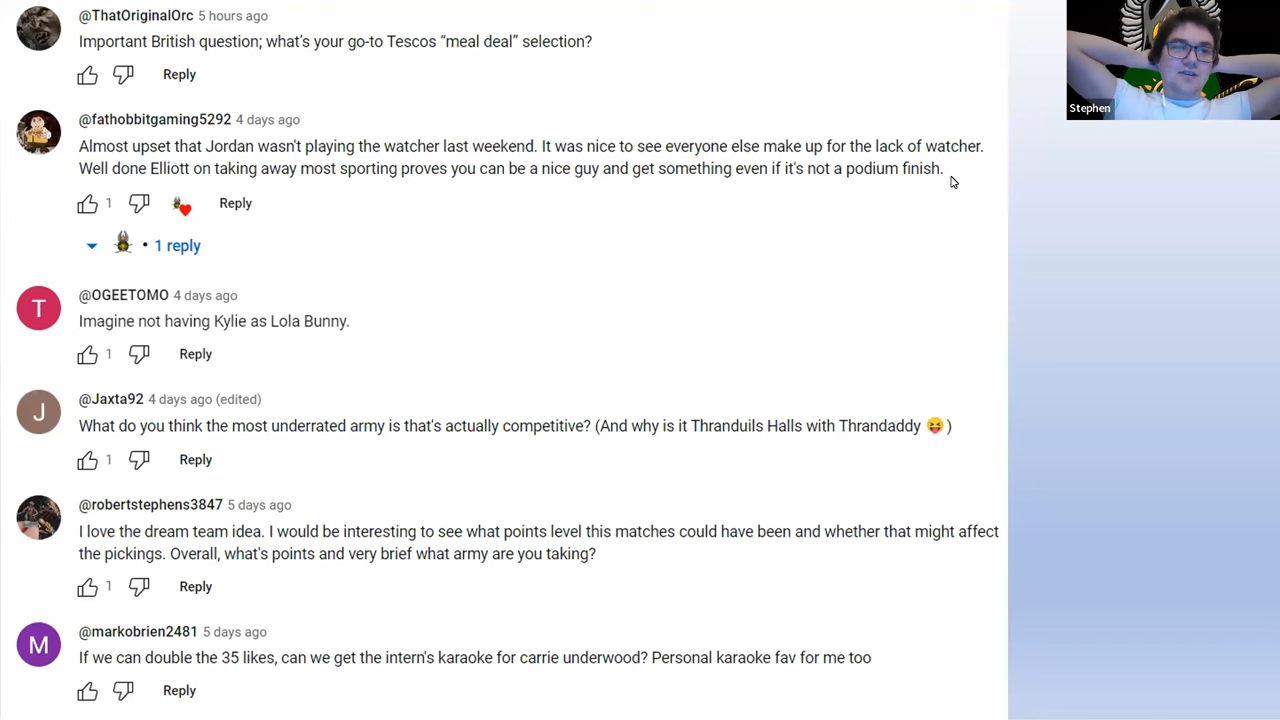 @ThatOriginalOrc 5 hours ago
Important British question; what's your go-to Tescos “meal deal” selection?
Reply
@fathobbitgaming5292 4 days ago
Almost upset that Jordan wasn't playing the watcher last weekend. It was nice to see everyone else make up for the lack of watcher.
Well done Elliott on taking away most sporting proves you can be a nice guy and get something even if it's not a podium finish.
1 Reply
• 1 reply
T @OGEETOMO 4 days ago
Imagine not having Kylie as Lola Bunny.
1 Reply
J @Jaxta92 4 days ago (edited)
What do you think the most underrated army is that's actually competitive? (And why is it Thranduils Halls with Thrandaddy 😝 )
1 Reply
@robertstephens3847 5 days ago
I love the dream team idea. I would be interesting to see what points level this matches could have been and whether that might affect
the pickings. Overall, what's points and very brief what army are you taking?
1 Reply
M @markobrien2481 5 days ago
If we can double the 35 likes, can we get the intern's karaoke for carrie underwood? Personal karaoke fav for me too
Reply
Stephen